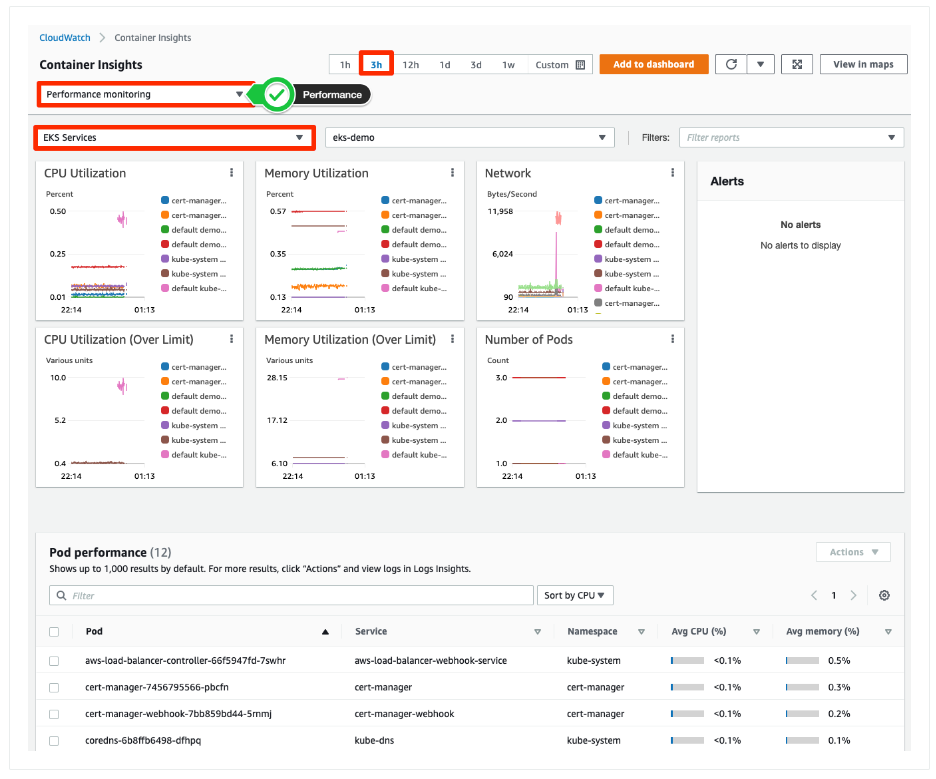 CloudWatch > Container Insights
Container Insights
1h 3h 12h 1d 3d 1w Custom Add to dashboard View in maps
Performance monitoring Performance
EKS Services eks-demo Filters: Filter reports
CPU Utilization
Percent
0.50
0.25
0.01
22:14 01:13
cert-manager...
cert-manager...
default demo...
default demo...
kube-system ...
kube-system ...
default kube-...
Memory Utilization
Percent
0.57
0.35
0.13
22:14 01:13
cert-manager...
cert-manager...
default demo...
default demo...
kube-system ...
kube-system ...
default kube-...
Network
Bytes/Second
11,958
6,024
90
22:14 01:13
cert-manager...
cert-manager...
default demo...
default demo...
kube-system ...
kube-system ...
default kube-...
cert-manager...
Alerts
No alerts
No alerts to display
CPU Utilization (Over Limit)
Various units
10.0
5.2
0.4
22:14 01:13
cert-manager...
cert-manager...
default demo...
default demo...
kube-system ...
kube-system ...
default kube-...
Memory Utilization (Over Limit)
Various units
28.15
17.12
6.10
22:14 01:13
cert-manager...
cert-manager...
default demo...
default demo...
kube-system ...
kube-system ...
default kube-...
Number of Pods
Count
3.0
2.0
1.0
22:14 01:13
cert-manager...
cert-manager...
default demo...
default demo...
kube-system ...
kube-system ...
default kube-...
Pod performance (12) Actions
Shows up to 1,000 results by default. For more results, click "Actions" and view logs in Logs Insights.
Filter Sort by CPU < 1 >
Pod Service Namespace Avg CPU (%) Avg memory (%)
aws-load-balancer-controller-66f5947fd-7swhr aws-load-balancer-webhook-service kube-system <0.1% 0.5%
cert-manager-7456795566-pbcfn cert-manager cert-manager <0.1% 0.3%
cert-manager-webhook-7bb859bd44-5rnmj cert-manager-webhook cert-manager <0.1% 0.2%
coredns-6b8ffb6498-dfhpq kube-dns kube-system <0.1% 0.1%